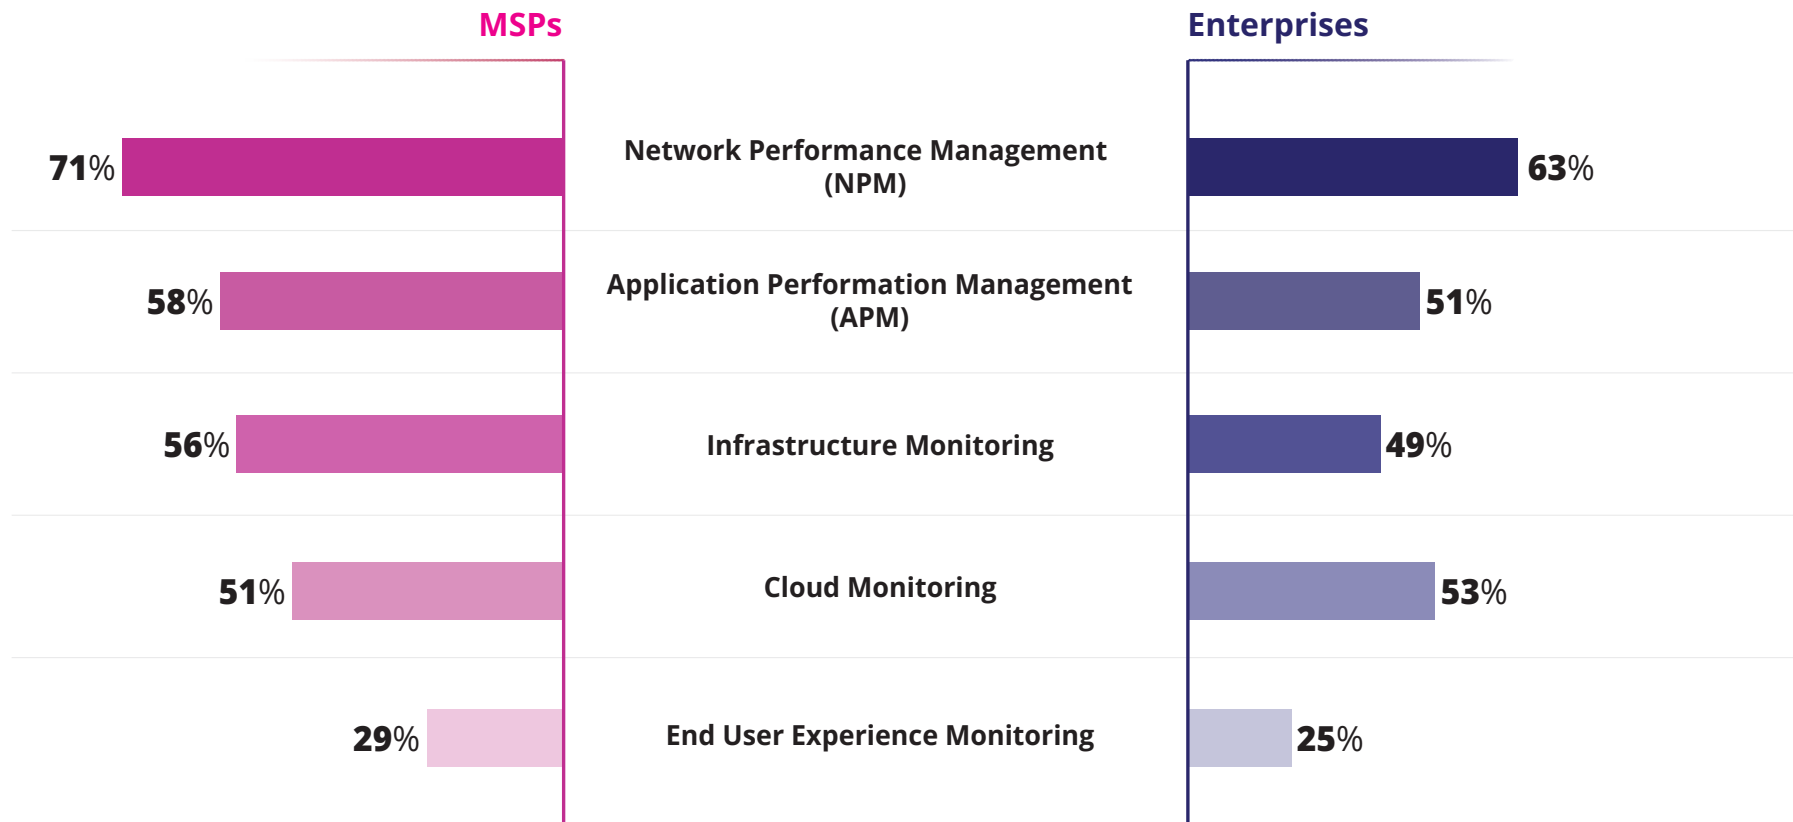 MSPs
Enterprises
71%
Network Performance Management
(NPM)
63%
58%
Application Performation Management
(APM)
51%
56%
Infrastructure Monitoring
49%
51%
Cloud Monitoring
53%
29%
End User Experience Monitoring
25%